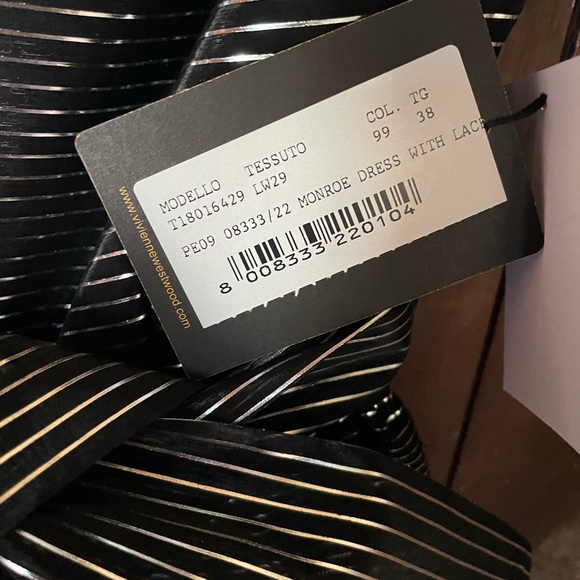 MODELLO TESSUTO COL. TG
T18016429 LW29 99 38
PE09 08333/22 MONROE DRESS WITH LACE
8 008333 220104
www.viviennewestwood.com